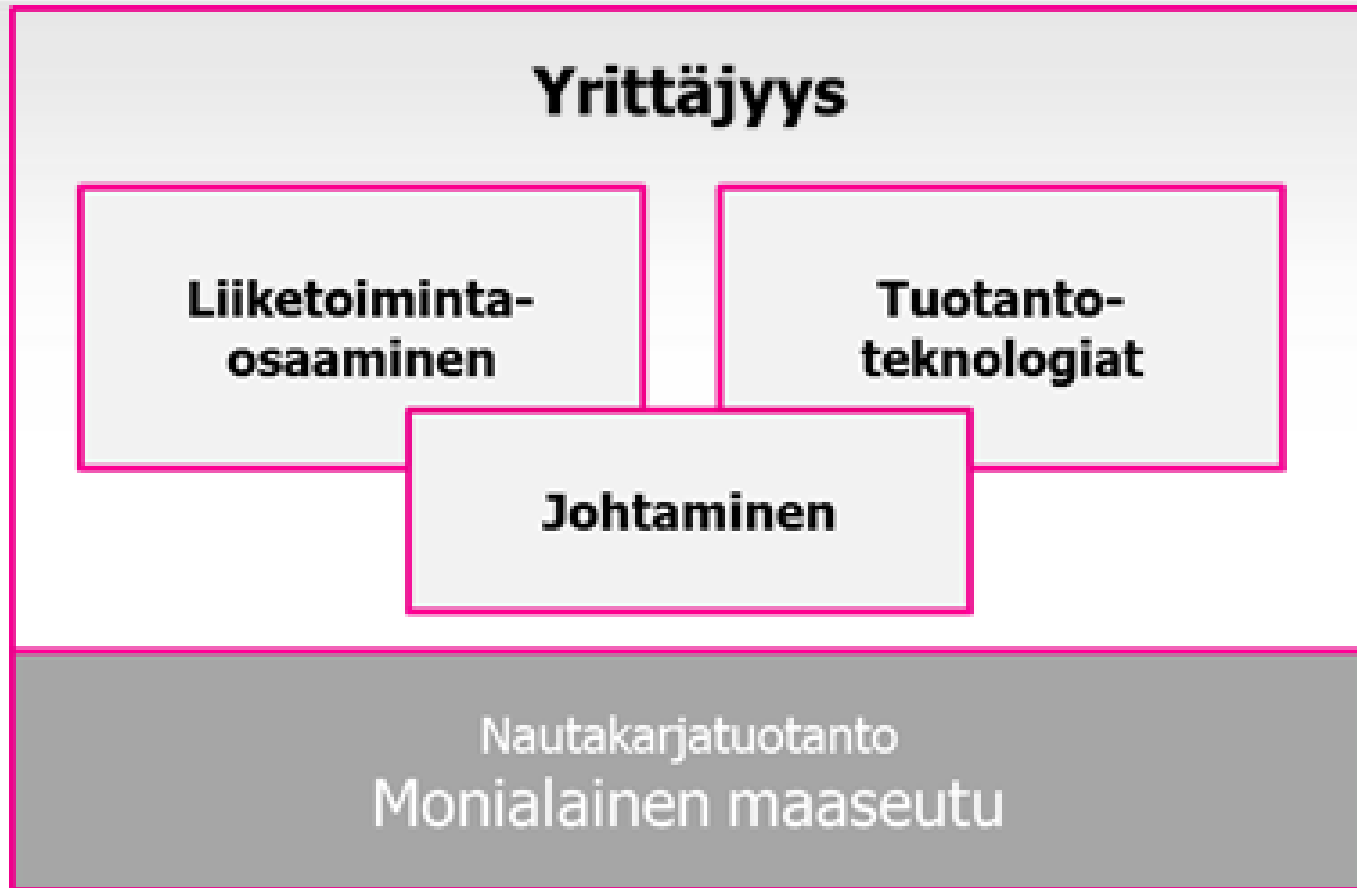 Yrittäjyys
Liiketoiminta-
osaaminen
Tuotanto-
teknologiat
Johtaminen
Nautakarjatuotanto
Monialainen maaseutu